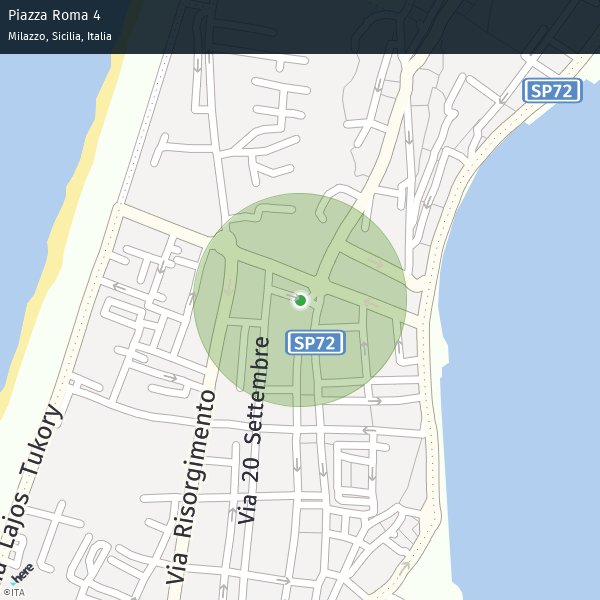 Piazza Roma 4
Milazzo, Sicilia, Italia
SP72
SP72
Via 20 Settembre
Via Risorgimento
Lajos Tukory
here
©ITA